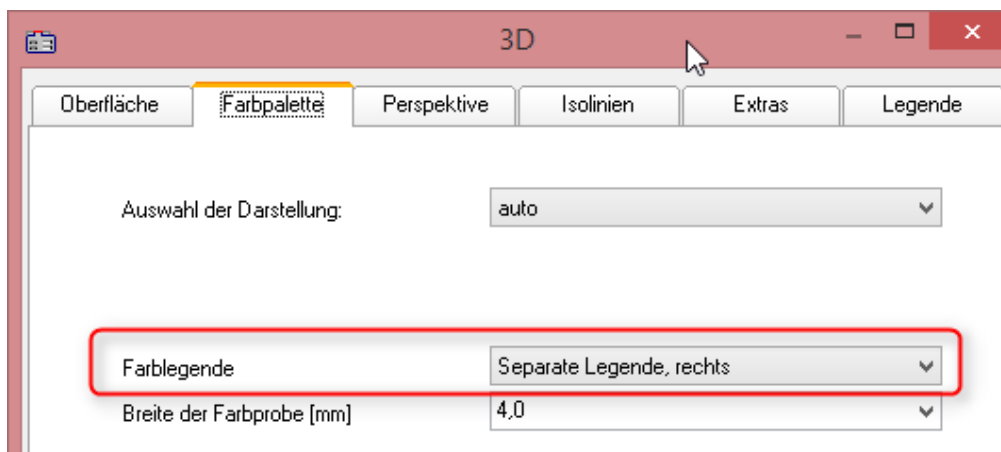 3D
Oberfläche Farbpalette Perspektive Isolinien Extras Legende
Auswahl der Darstellung: auto
Farblegende Separate Legende, rechts
Breite der Farbprobe [mm] 4,0